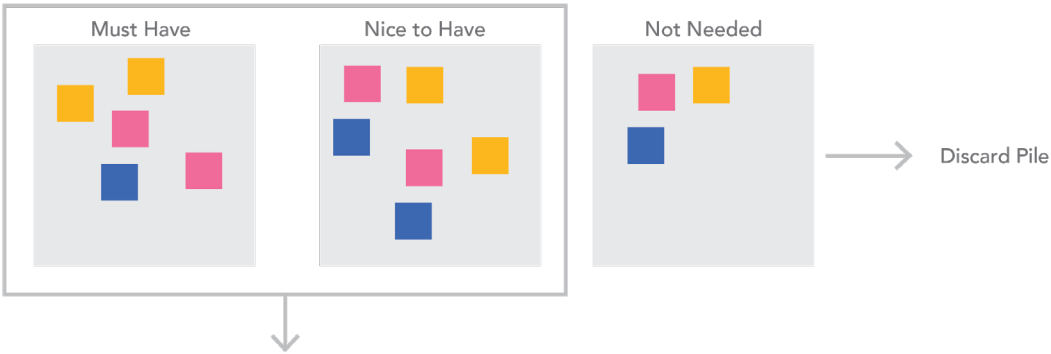 Must Have
Nice to Have
Not Needed
Discard Pile